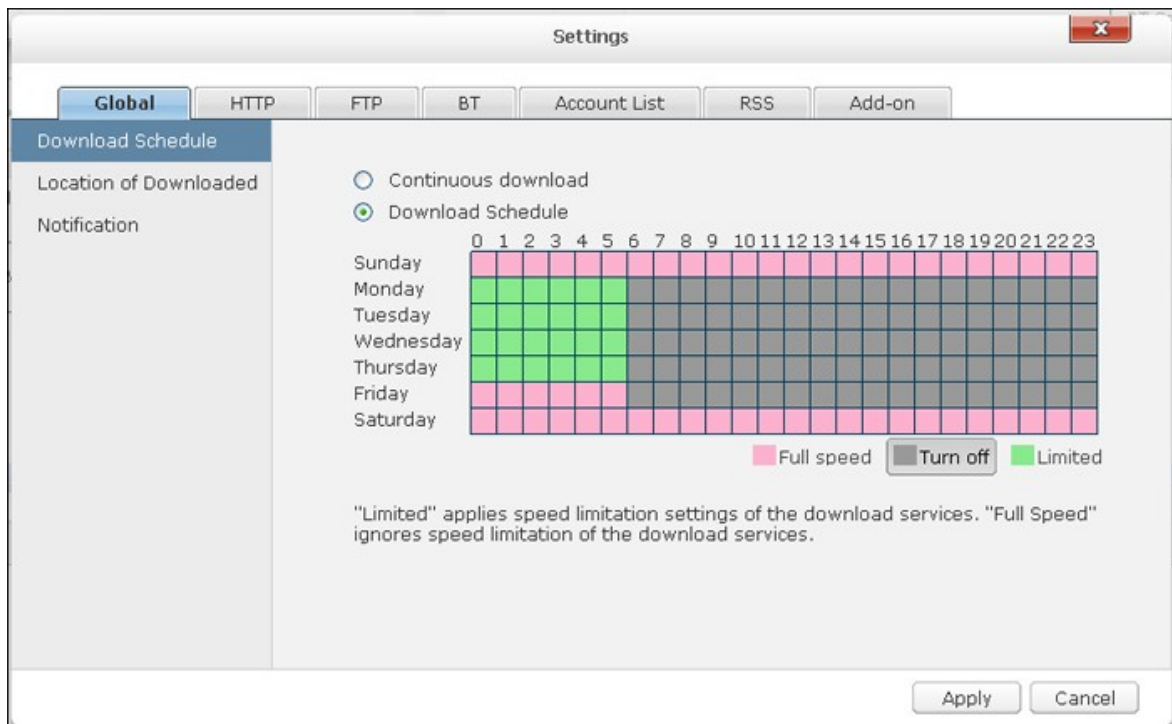 Settings
x
Global HTTP FTP BT Account List RSS Add-on
Download Schedule
Location of Downloaded
Notification
Continuous download
Download Schedule
0 1 2 3 4 5 6 7 8 9 10 11 12 13 14 15 16 17 18 19 20 21 22 23
Sunday
Monday
Tuesday
Wednesday
Thursday
Friday
Saturday
Full speed Turn off Limited
"Limited" applies speed limitation settings of the download services. "Full Speed"
ignores speed limitation of the download services.
Apply Cancel